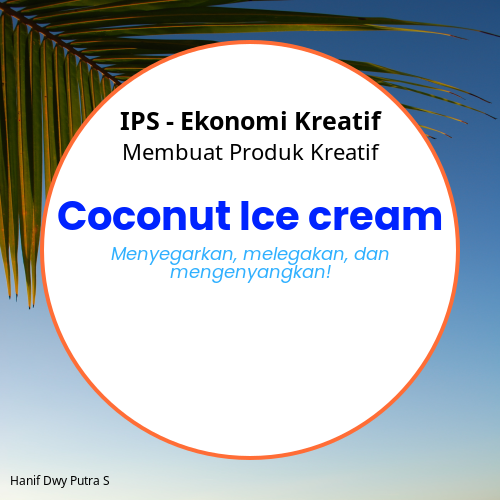 IPS - Ekonomi Kreatif
Membuat Produk Kreatif
Coconut Ice cream
Menyegarkan, melegakan, dan
mengenyangkan!
Hanif Dwy Putra S